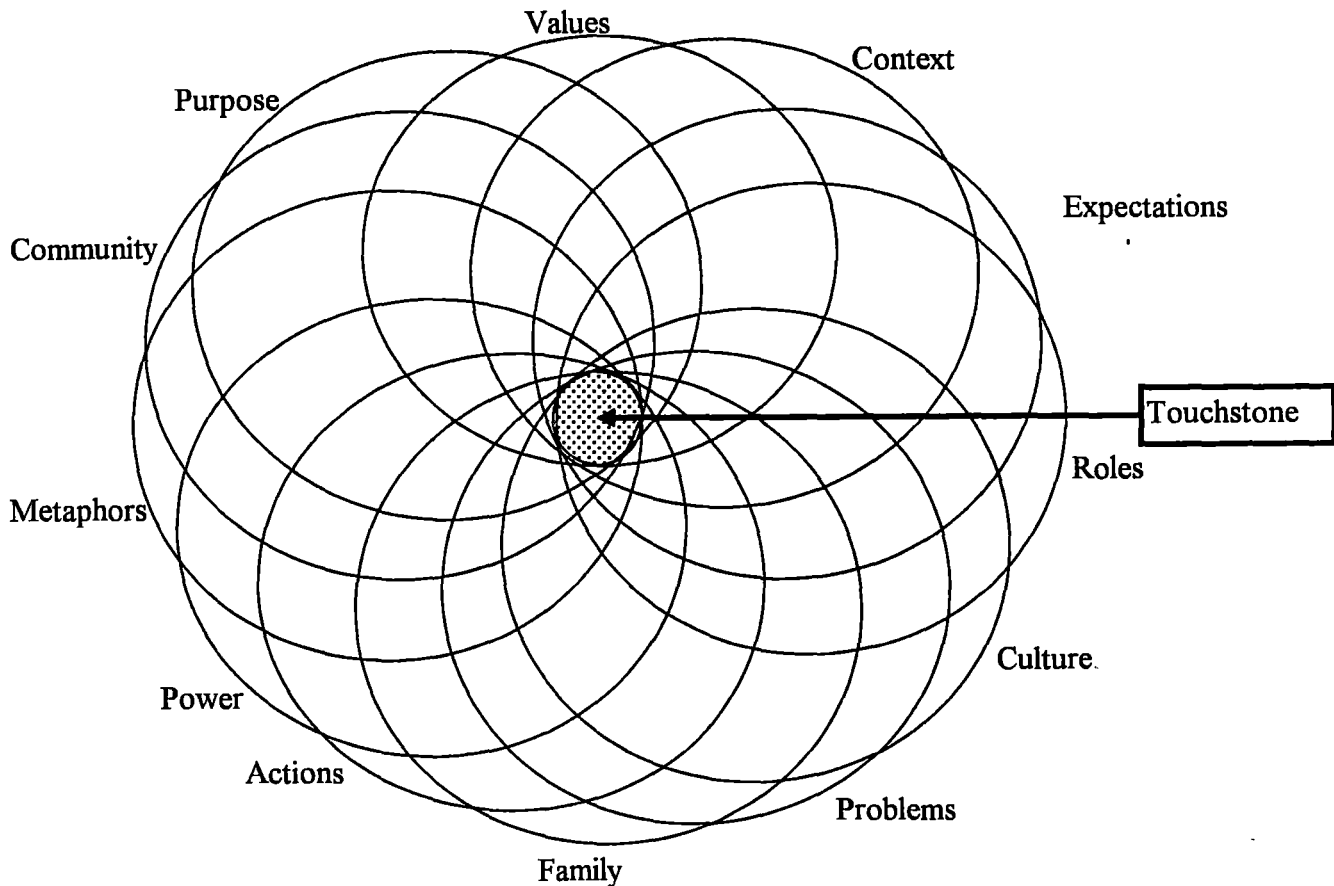 Values
Context
Purpose
Expectations
Community
Touchstone
Roles
Metaphors
Culture
Power
Actions
Problems
Family